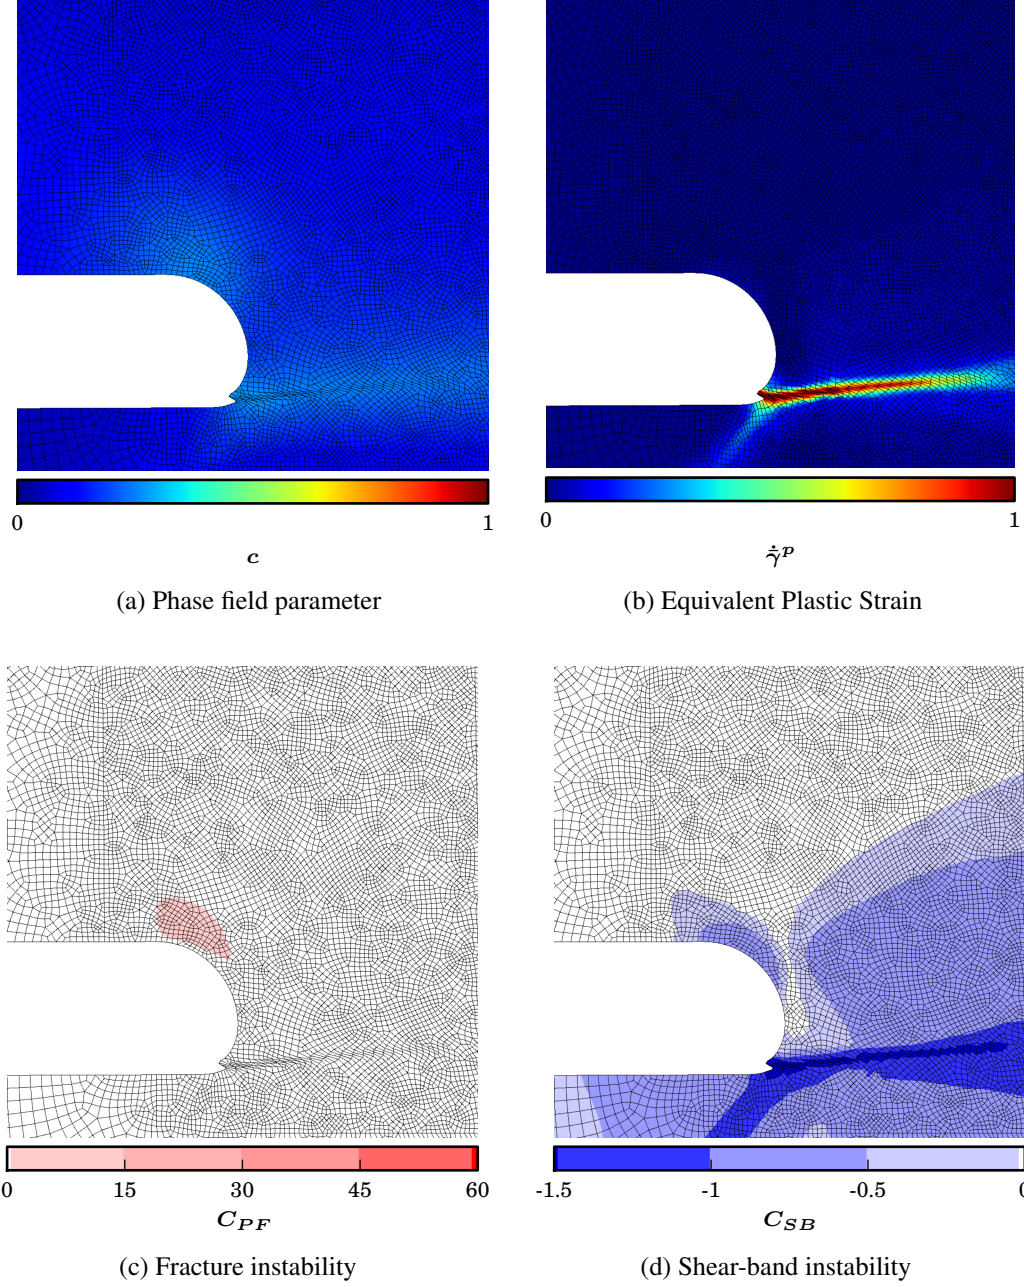 0 1 0 1
c γ̄̇ᵖ
(a) Phase field parameter (b) Equivalent Plastic Strain
0 15 30 45 60 -1.5 -1 -0.5 0
C_PF C_SB
(c) Fracture instability (d) Shear-band instability